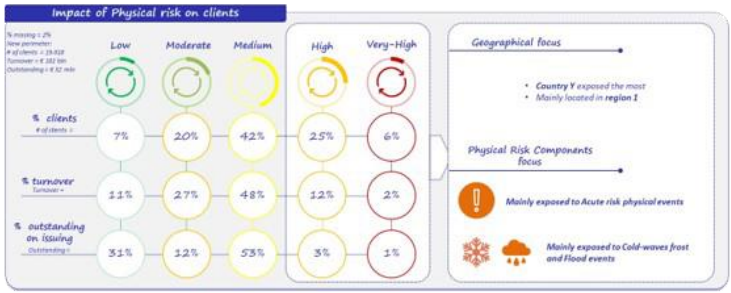 Impact of Physical risk on clients
% missing = 2%
New perimeter:
# of clients = 19.918
Turnover = € 102 bln
Outstanding = € 52 mln
Low
Moderate
Medium
High
Very-High
% clients
# of clients =
7%
20%
42%
25%
6%
% turnover
Turnover =
11%
27%
48%
12%
2%
% outstanding
on issuing
Outstanding =
31%
12%
53%
3%
1%
Geographical focus
• Country Y exposed the most
• Mainly located in region 1
Physical Risk Components
focus
Mainly exposed to Acute risk physical events
Mainly exposed to Cold-waves frost
and Flood events